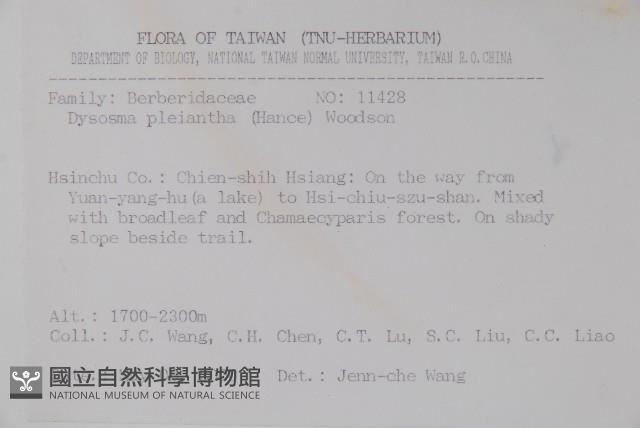 FLORA OF TAIWAN (TNU-HERBARIUM)
DEPARTMENT OF BIOLOGY, NATIONAL TAIWAN NORMAL UNIVERSITY, TAIWAN R.O.CHINA
Family: Berberidaceae NO: 11428
Dysosma pleiantha (Hance) Woodson
Hsinchu Co.: Chien-shih Hsiang: On the way from
Yuan-yang-hu(a lake) to Hsi-chiu-szu-shan. Mixed
with broadleaf and Chamaecyparis forest. On shady
slope beside trail.
Alt.: 1700-2300m
Coll.: J.C. Wang, C.H. Chen, C.T. Lu, S.C. Liu, C.C. Liao
Det.: Jenn-che Wang
國立自然科學博物館
NATIONAL MUSEUM OF NATURAL SCIENCE